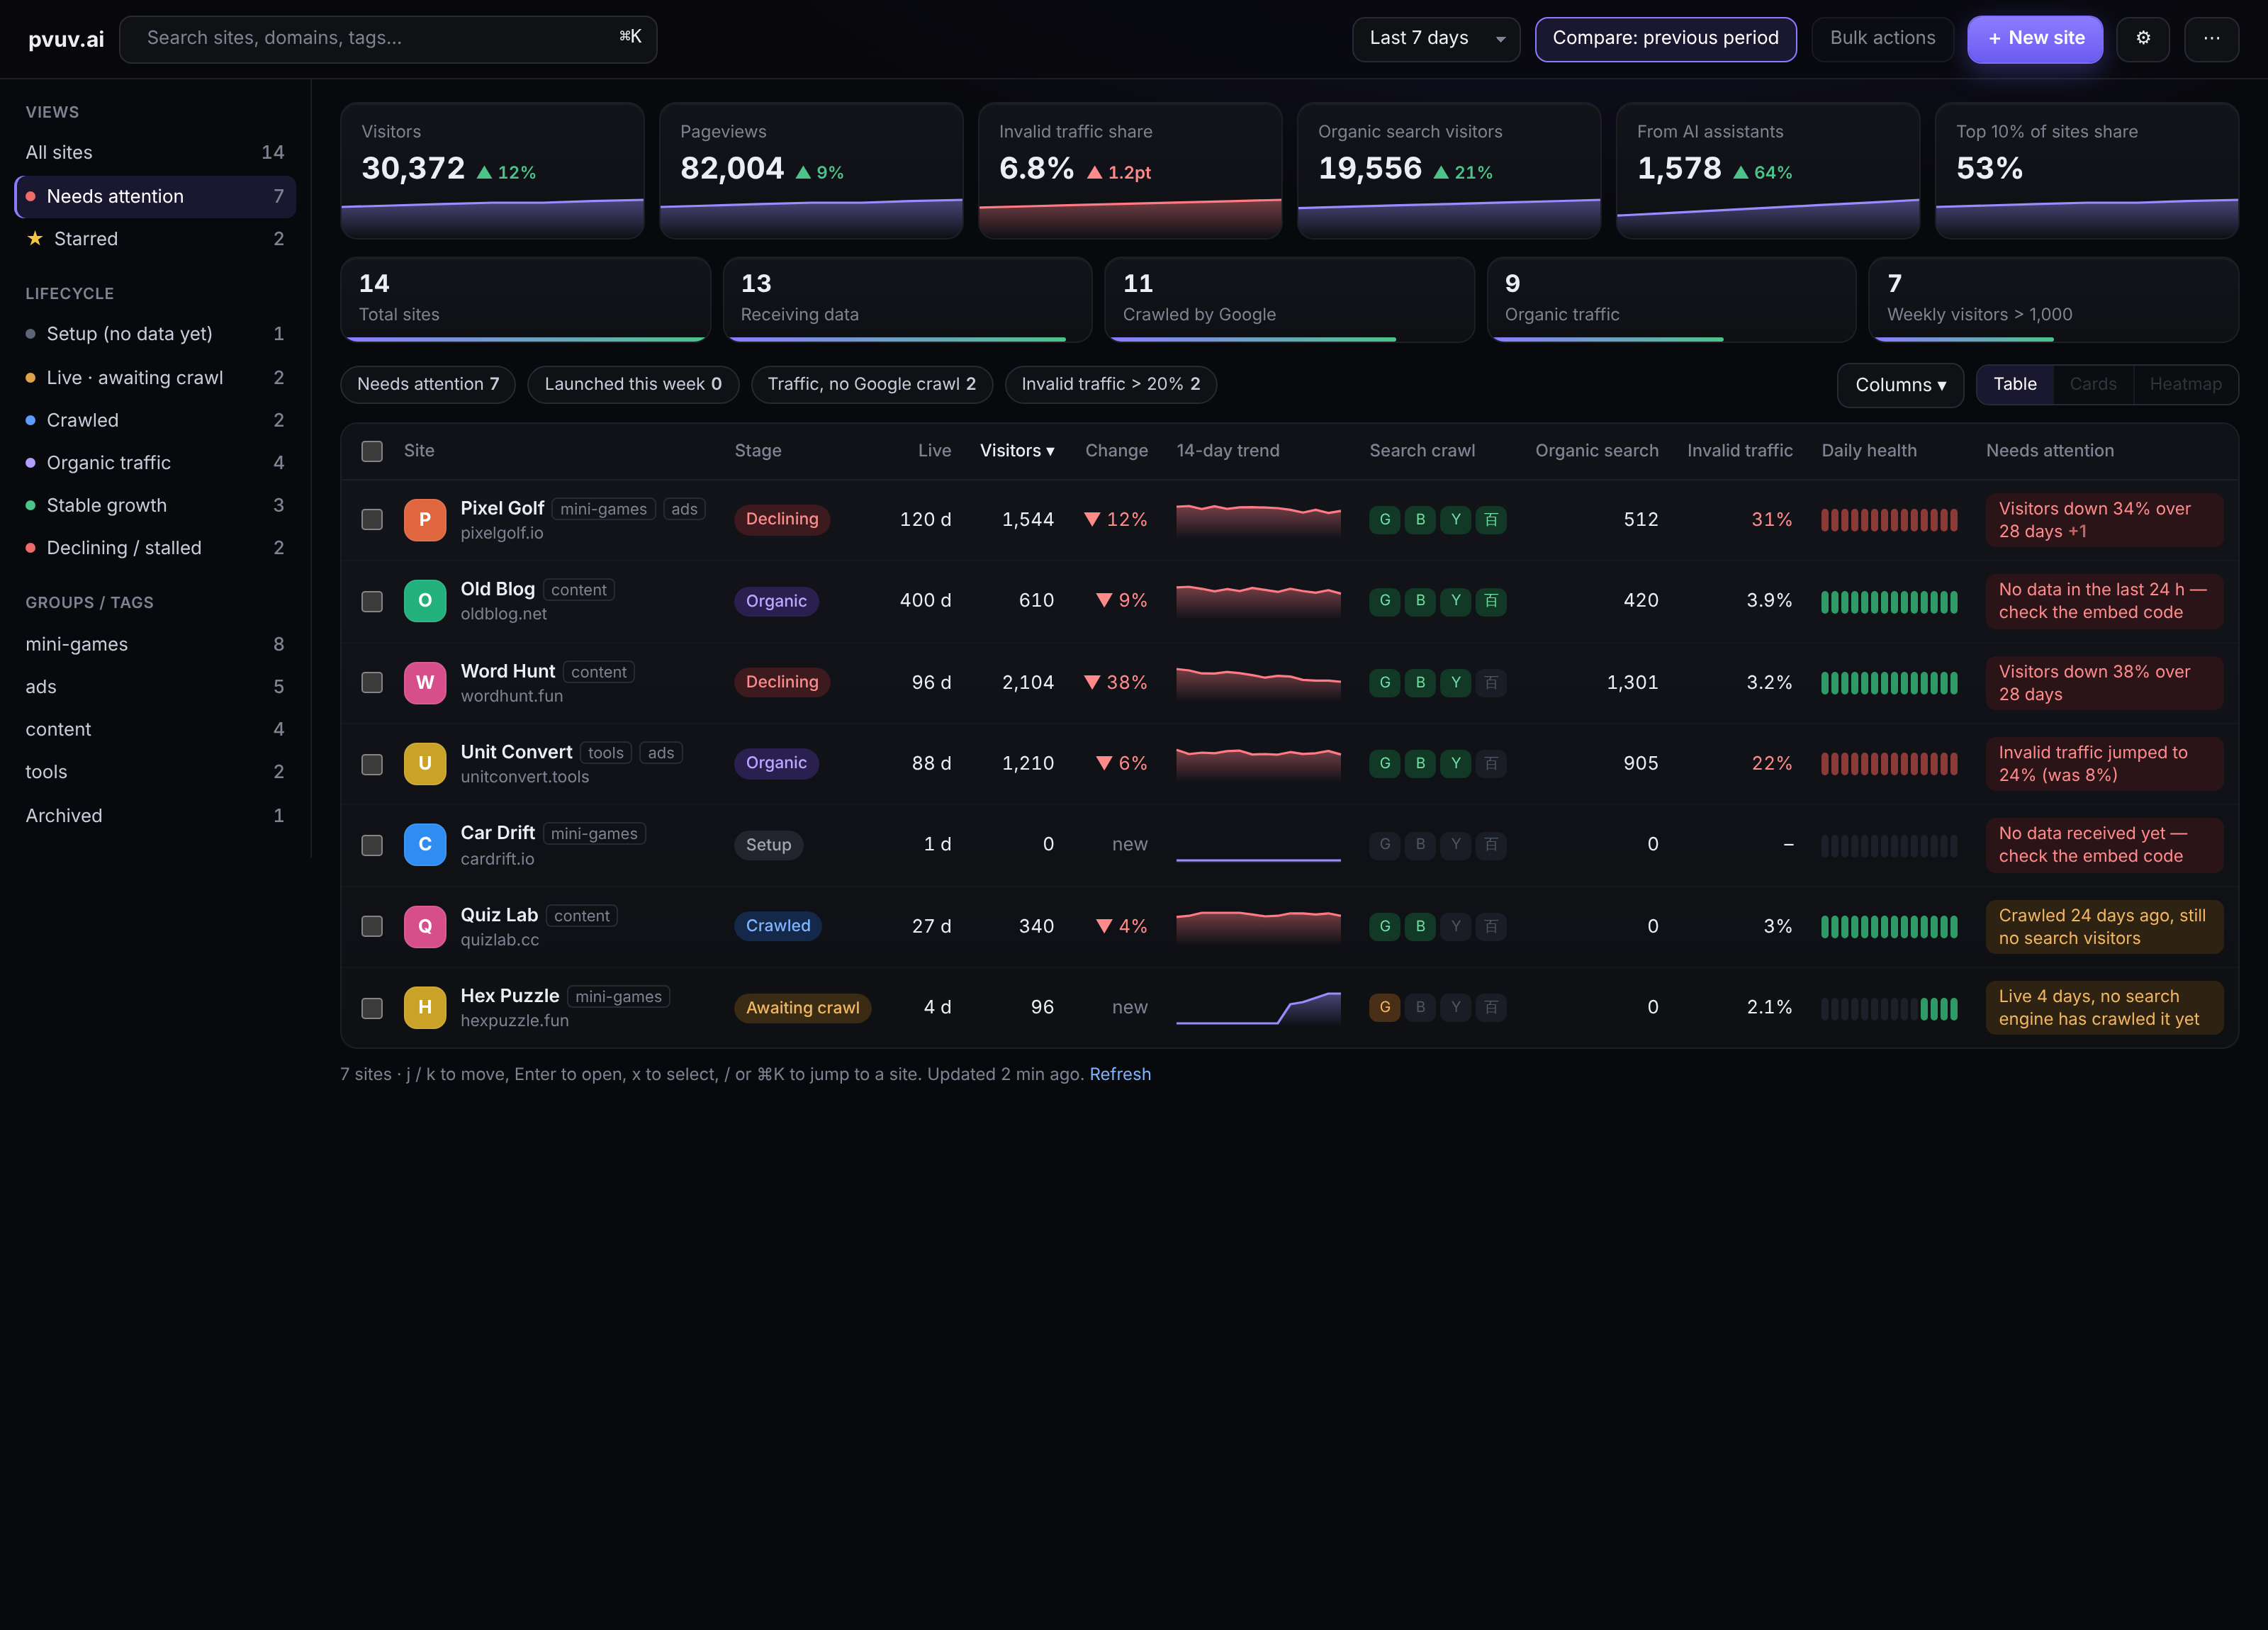 pvuv.ai
Search sites, domains, tags... ⌘K
Last 7 days
Compare: previous period
Bulk actions
+ New site
⚙
⋯
VIEWS
All sites 14
Needs attention 7
★ Starred 2
LIFECYCLE
Setup (no data yet) 1
Live · awaiting crawl 2
Crawled 2
Organic traffic 4
Stable growth 3
Declining / stalled 2
GROUPS / TAGS
mini-games 8
ads 5
content 4
tools 2
Archived 1
Visitors
30,372 ▲ 12%
Pageviews
82,004 ▲ 9%
Invalid traffic share
6.8% ▲ 1.2pt
Organic search visitors
19,556 ▲ 21%
From AI assistants
1,578 ▲ 64%
Top 10% of sites share
53%
14
Total sites
13
Receiving data
11
Crawled by Google
9
Organic traffic
7
Weekly visitors > 1,000
Needs attention 7
Launched this week 0
Traffic, no Google crawl 2
Invalid traffic > 20% 2
Columns ▾
Table
Cards
Heatmap
Site Stage Live Visitors ▾ Change 14-day trend Search crawl Organic search Invalid traffic Daily health Needs attention
P Pixel Golf mini-games ads
pixelgolf.io
Declining 120 d 1,544 ▼ 12% G B Y 百 512 31%
Visitors down 34% over
28 days +1
O Old Blog content
oldblog.net
Organic 400 d 610 ▼ 9% G B Y 百 420 3.9%
No data in the last 24 h —
check the embed code
W Word Hunt content
wordhunt.fun
Declining 96 d 2,104 ▼ 38% G B Y 百 1,301 3.2%
Visitors down 38% over
28 days
U Unit Convert tools ads
unitconvert.tools
Organic 88 d 1,210 ▼ 6% G B Y 百 905 22%
Invalid traffic jumped to
24% (was 8%)
C Car Drift mini-games
cardrift.io
Setup 1 d 0 new G B Y 百 0 –
No data received yet —
check the embed code
Q Quiz Lab content
quizlab.cc
Crawled 27 d 340 ▼ 4% G B Y 百 0 3%
Crawled 24 days ago, still
no search visitors
H Hex Puzzle mini-games
hexpuzzle.fun
Awaiting crawl 4 d 96 new G B Y 百 0 2.1%
Live 4 days, no search
engine has crawled it yet
7 sites · j / k to move, Enter to open, x to select, / or ⌘K to jump to a site. Updated 2 min ago. Refresh